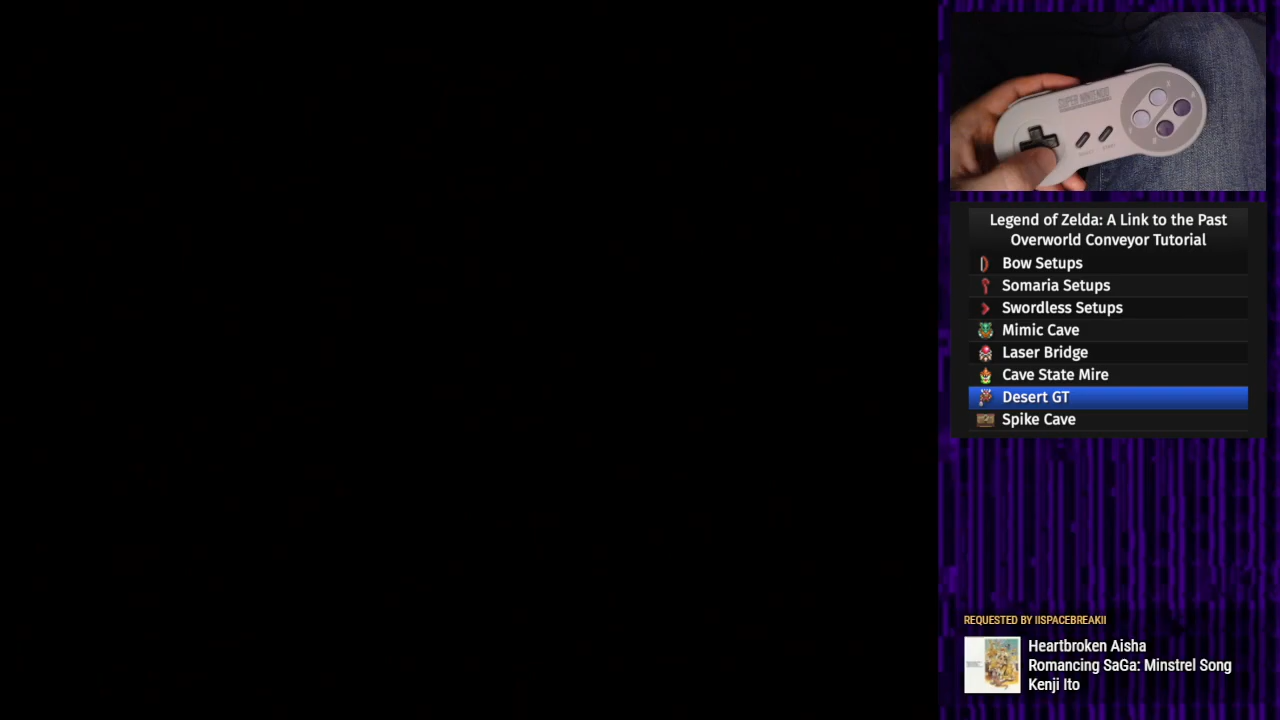 SUPER NINTENDO
Legend of Zelda: A Link to the Past
Overworld Conveyor Tutorial
Bow Setups
Somaria Setups
Swordless Setups
Mimic Cave
Laser Bridge
Cave State Mire
Desert GT
Spike Cave
REQUESTED BY IISPACEBREAKII
Heartbroken Aisha
Romancing SaGa: Minstrel Song
Kenji Ito